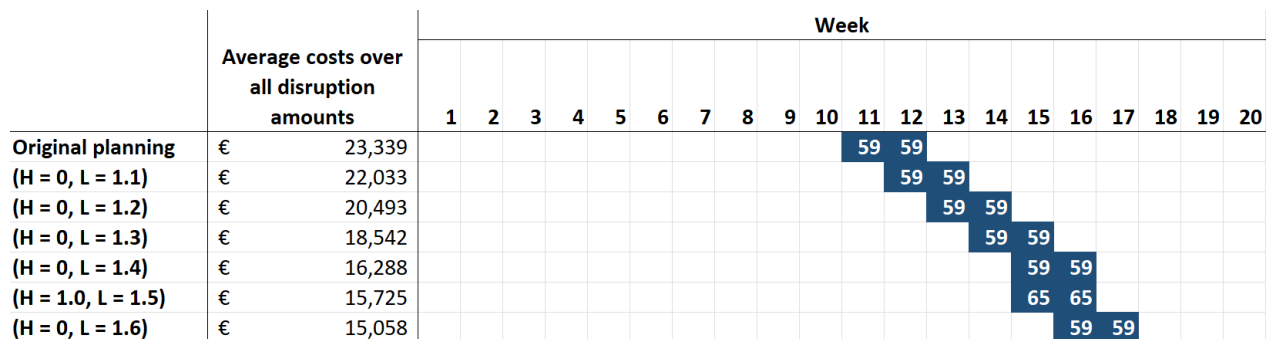 Week
Average costs over
all disruption
amounts 1 2 3 4 5 6 7 8 9 10 11 12 13 14 15 16 17 18 19 20
Original planning € 23,339 59 59
(H = 0, L = 1.1) € 22,033 59 59
(H = 0, L = 1.2) € 20,493 59 59
(H = 0, L = 1.3) € 18,542 59 59
(H = 0, L = 1.4) € 16,288 59 59
(H = 1.0, L = 1.5) € 15,725 65 65
(H = 0, L = 1.6) € 15,058 59 59